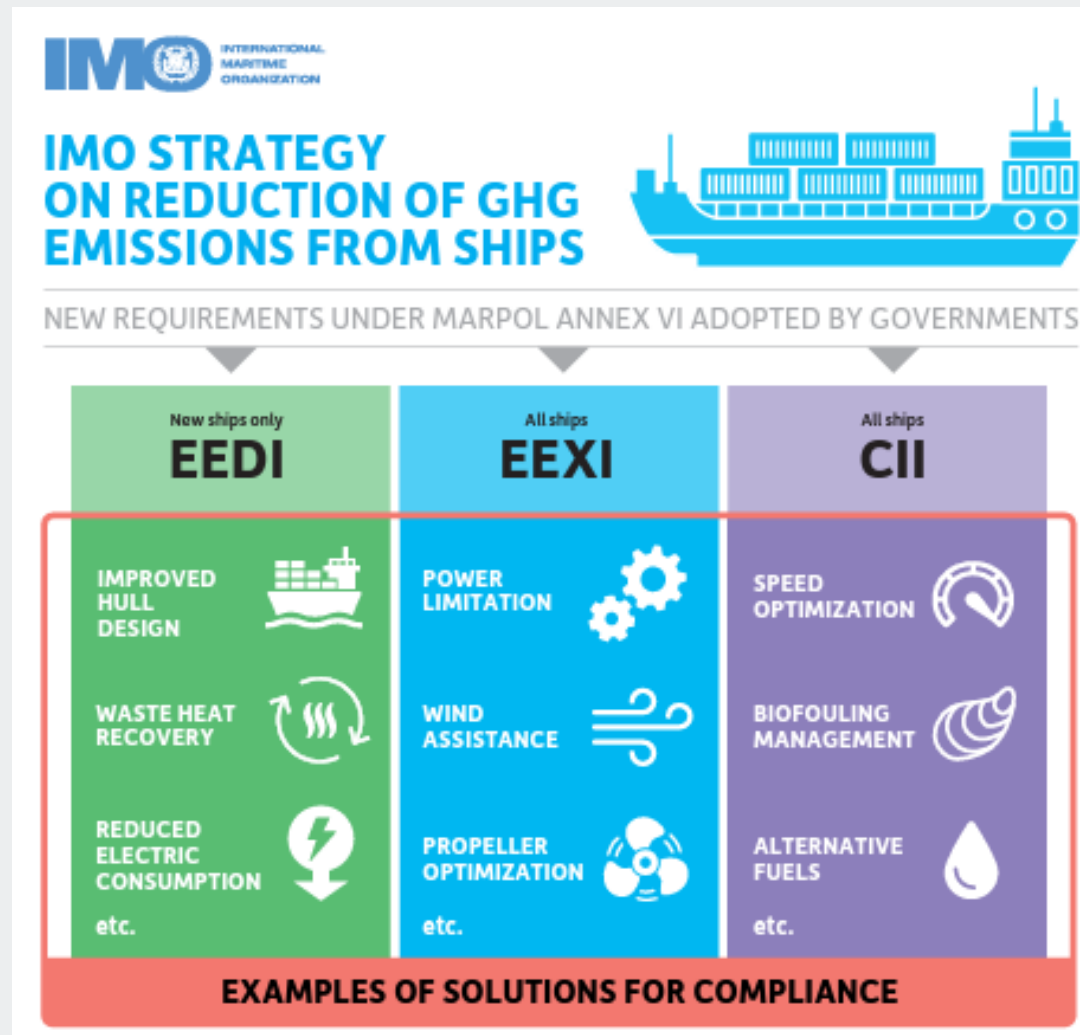 IMO
INTERNATIONAL
MARITIME
ORGANIZATION
IMO STRATEGY
ON REDUCTION OF GHG
EMISSIONS FROM SHIPS
NEW REQUIREMENTS UNDER MARPOL ANNEX VI ADOPTED BY GOVERNMENTS
New ships only
EEDI
IMPROVED
HULL
DESIGN
WASTE HEAT
RECOVERY
REDUCED
ELECTRIC
CONSUMPTION
etc.
All ships
EEXI
POWER
LIMITATION
WIND
ASSISTANCE
PROPELLER
OPTIMIZATION
etc.
All ships
CII
SPEED
OPTIMIZATION
BIOFOULING
MANAGEMENT
ALTERNATIVE
FUELS
etc.
EXAMPLES OF SOLUTIONS FOR COMPLIANCE